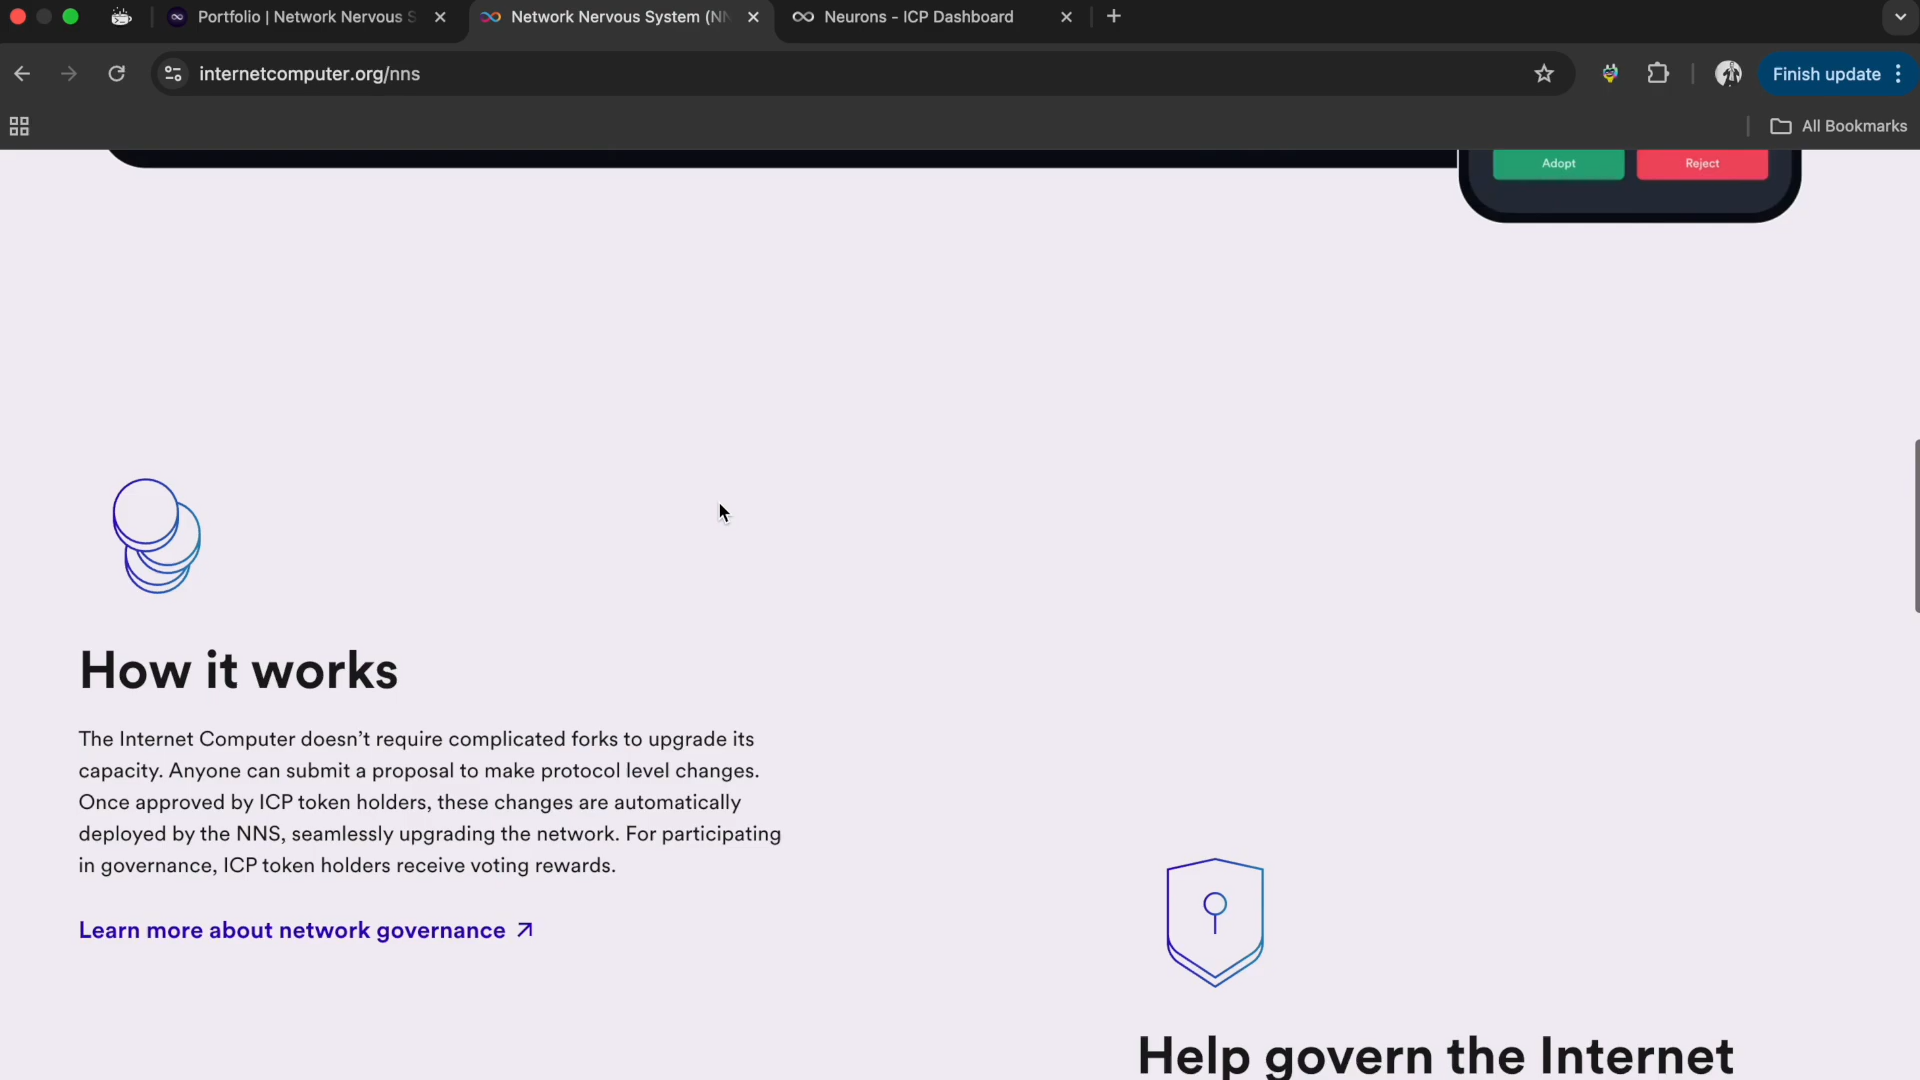 Portfolio | Network Nervous S
Network Nervous System (NN
Neurons - ICP Dashboard
internetcomputer.org/nns
Finish update
All Bookmarks
Adopt
Reject
How it works
The Internet Computer doesn’t require complicated forks to upgrade its
capacity. Anyone can submit a proposal to make protocol level changes.
Once approved by ICP token holders, these changes are automatically
deployed by the NNS, seamlessly upgrading the network. For participating
in governance, ICP token holders receive voting rewards.
Learn more about network governance
Help govern the Internet